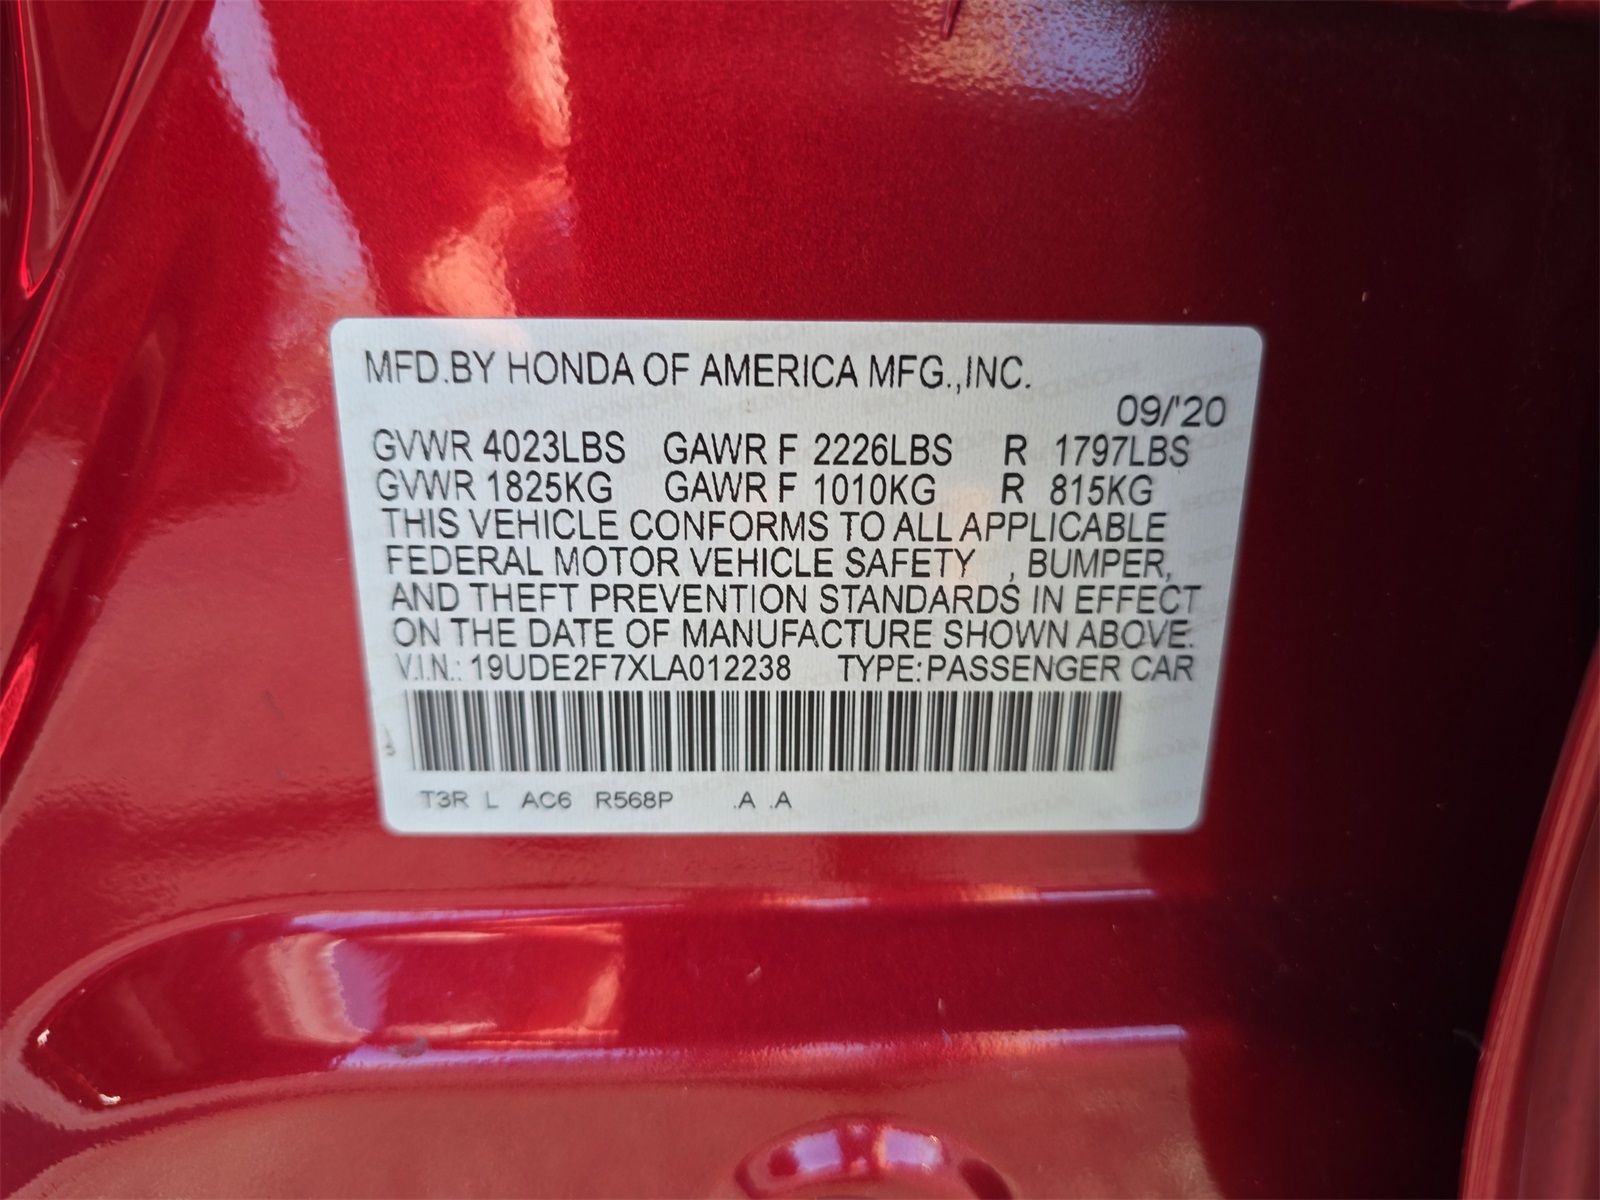 MFD.BY HONDA OF AMERICA MFG.,INC.
09/'20
GVWR 4023LBS GAWR F 2226LBS R 1797LBS
GVWR 1825KG GAWR F 1010KG R 815KG
THIS VEHICLE CONFORMS TO ALL APPLICABLE
FEDERAL MOTOR VEHICLE SAFETY , BUMPER,
AND THEFT PREVENTION STANDARDS IN EFFECT
ON THE DATE OF MANUFACTURE SHOWN ABOVE.
V.I.N.: 19UDE2F7XLA012238 TYPE:PASSENGER CAR
T3R L AC6 R568P .A .A